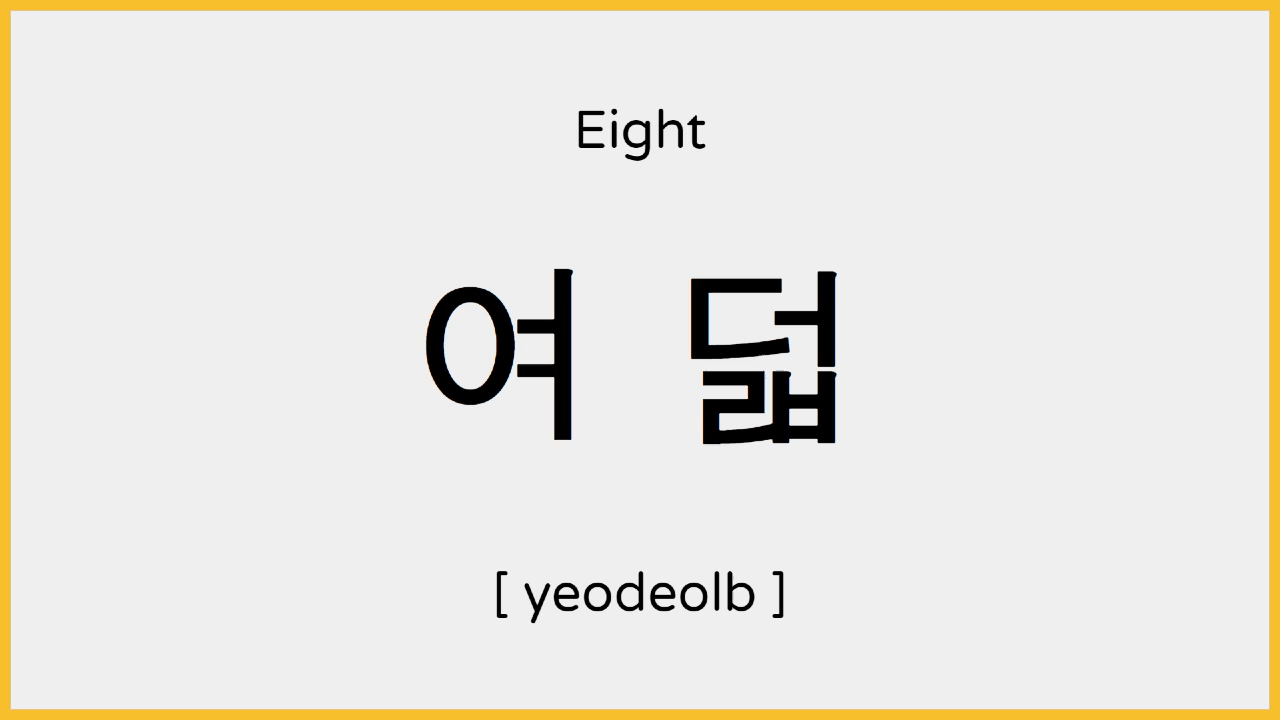 Eight
여 덟
[ yeodeolb ]